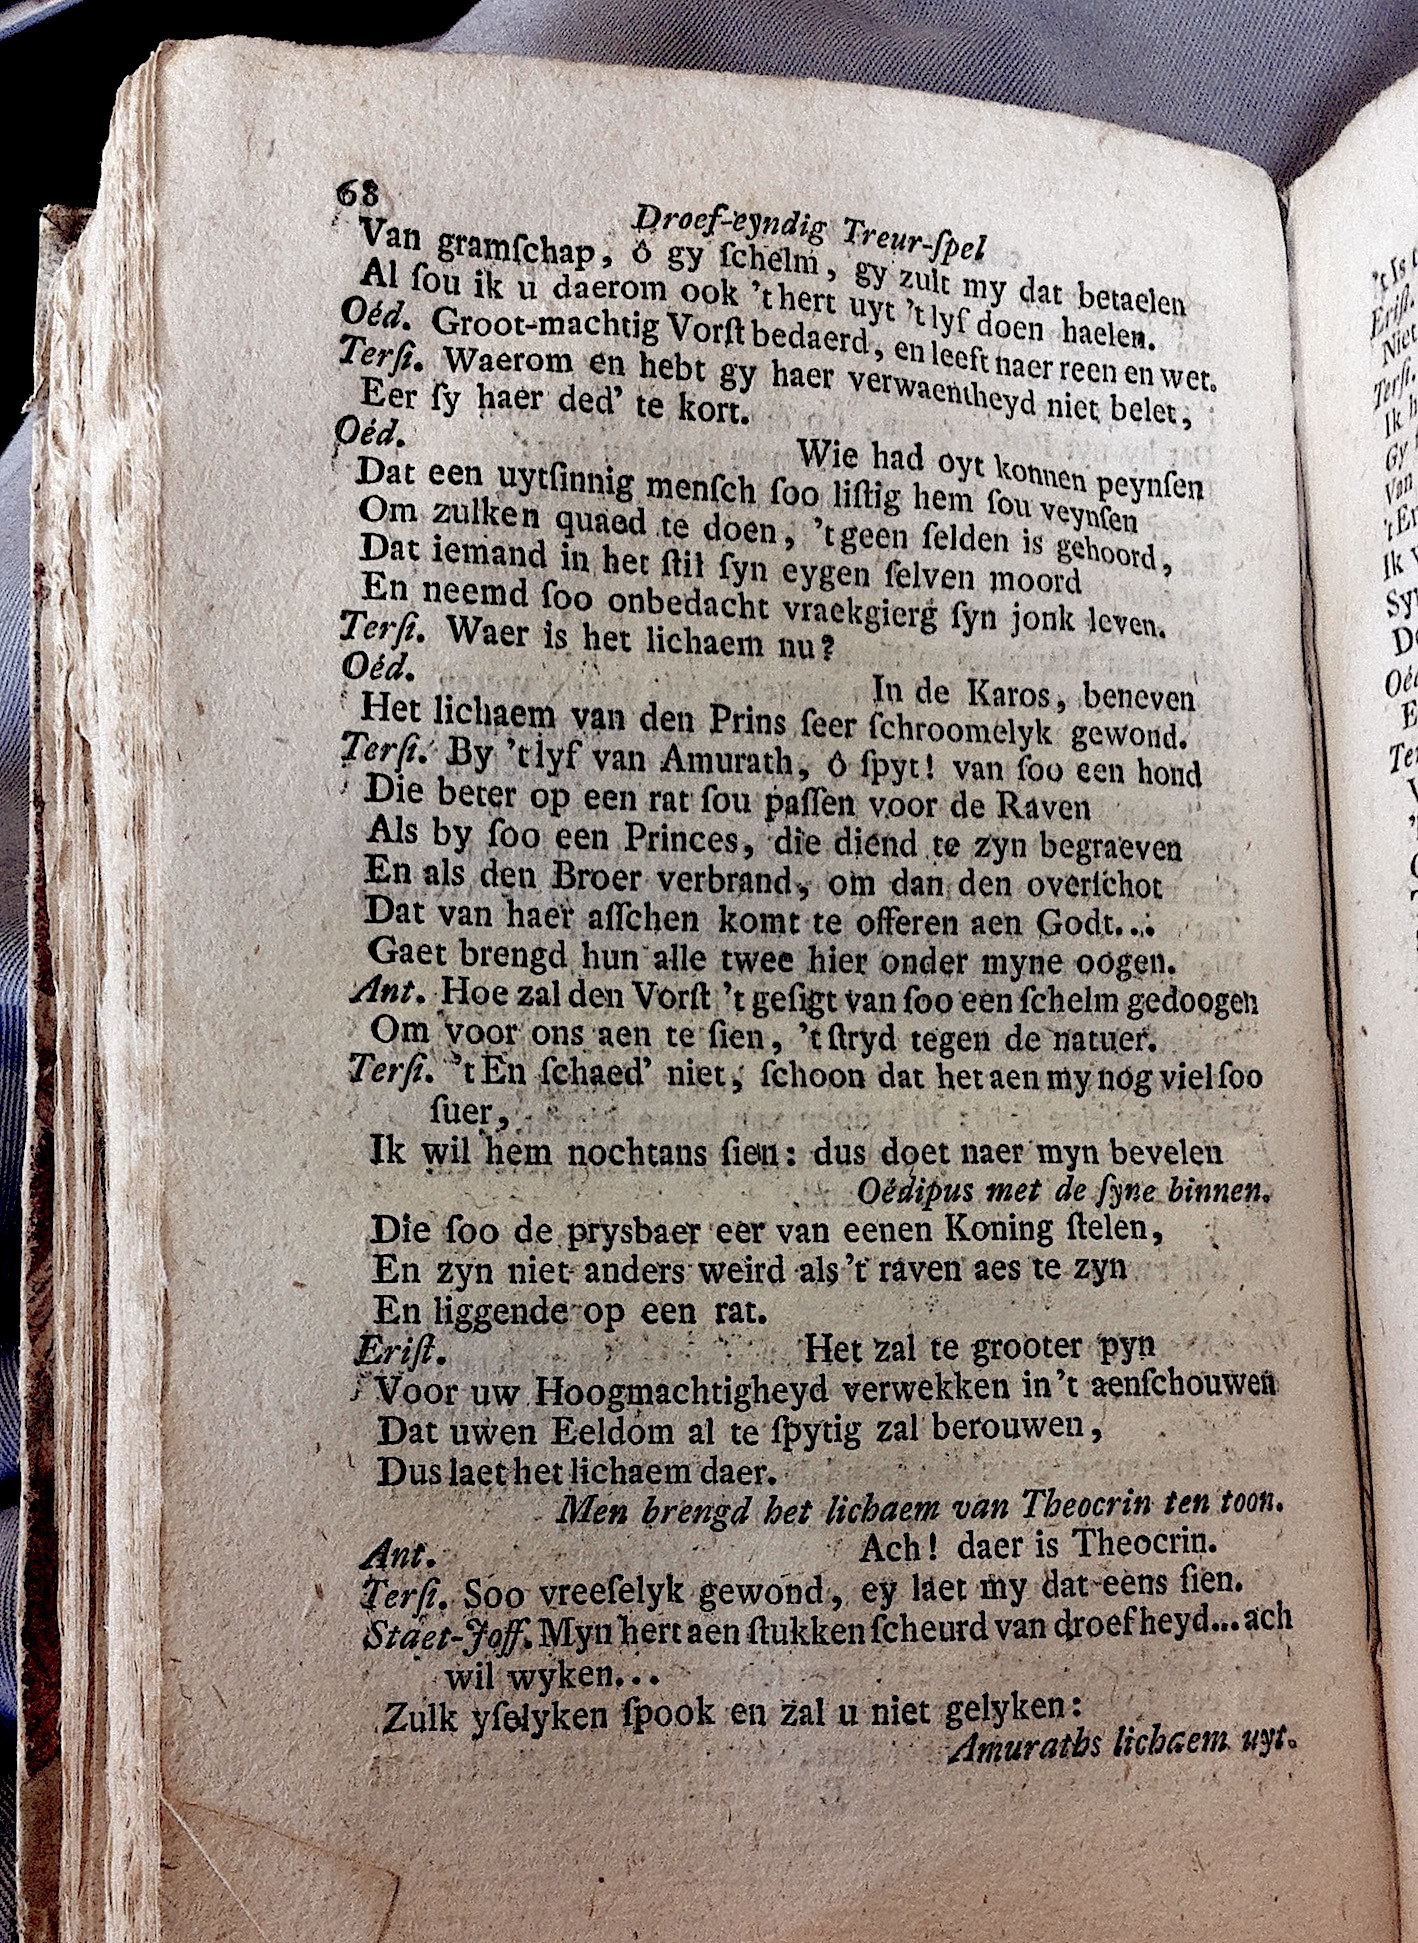 68
Droef-eyndig Treur-ſpel
Van gramſchap, ô gy ſchelm, gy zult my dat betaelen
Al ſou ik u daerom ook 't hert uyt 't lyf doen haelen.
Oéd. Groot-machtig Vorſt bedaerd, en leeft naer reen en wet.
Terſi. Waerom en hebt gy haer verwaentheyd niet belet,
Eer ſy haer ded' te kort.
Oéd. Wie had oyt konnen peynſen
Dat een uytſinnig menſch ſoo liſtig hem ſou veynſen
Om zulken quaed te doen, 't geen ſelden is gehoord,
Dat iemand in het ſtil ſyn eygen ſelven moord
En neemd ſoo onbedacht vraekgierg ſyn jonk leven.
Terſi. Waer is het lichaem nu?
Oéd. In de Karos, beneven
Het lichaem van den Prins ſeer ſchroomelyk gewond.
Terſi. By 't lyf van Amurath, ô ſpyt! van ſoo een hond
Die beter op een rat ſou paſſen voor de Raven
Als by ſoo een Princes, die diend te zyn begraeven
En als den Broer verbrand, om dan den overſchot
Dat van haer aſſchen komt te offeren aen Godt...
Gaet brengd hun alle twee hier onder myne oogen.
Ant. Hoe zal den Vorſt 't geſigt van ſoo een ſchelm gedoogen
Om voor ons aen te ſien, 't ſtryd tegen de natuer.
Terſi. 't En ſchaed' niet, ſchoon dat het aen my nog viel ſoo
ſuer,
Ik wil hem nochtans ſien: dus doet naer myn bevelen
Oédipus met de ſyne binnen.
Die ſoo de prysbaer eer van eenen Koning ſtelen,
En zyn niet anders weird als 't raven aes te zyn
En liggende op een rat.
Eriſt. Het zal te grooter pyn
Voor uw Hoogmachtigheyd verwekken in't aenſchouwen
Dat uwen Eeldom al te ſpytig zal berouwen,
Dus laet het lichaem daer.
Men brengd het lichaem van Theocrin ten toon.
Ant. Ach! daer is Theocrin.
Terſi. Soo vreeſelyk gewond, ey laet my dat eens ſien.
Staet-Joff. Myn hert aen ſtukken ſcheurd van droefheyd... ach
wil wyken...
Zulk yſelyken ſpook en zal u niet gelyken:
Amuraths lichaem uyt.